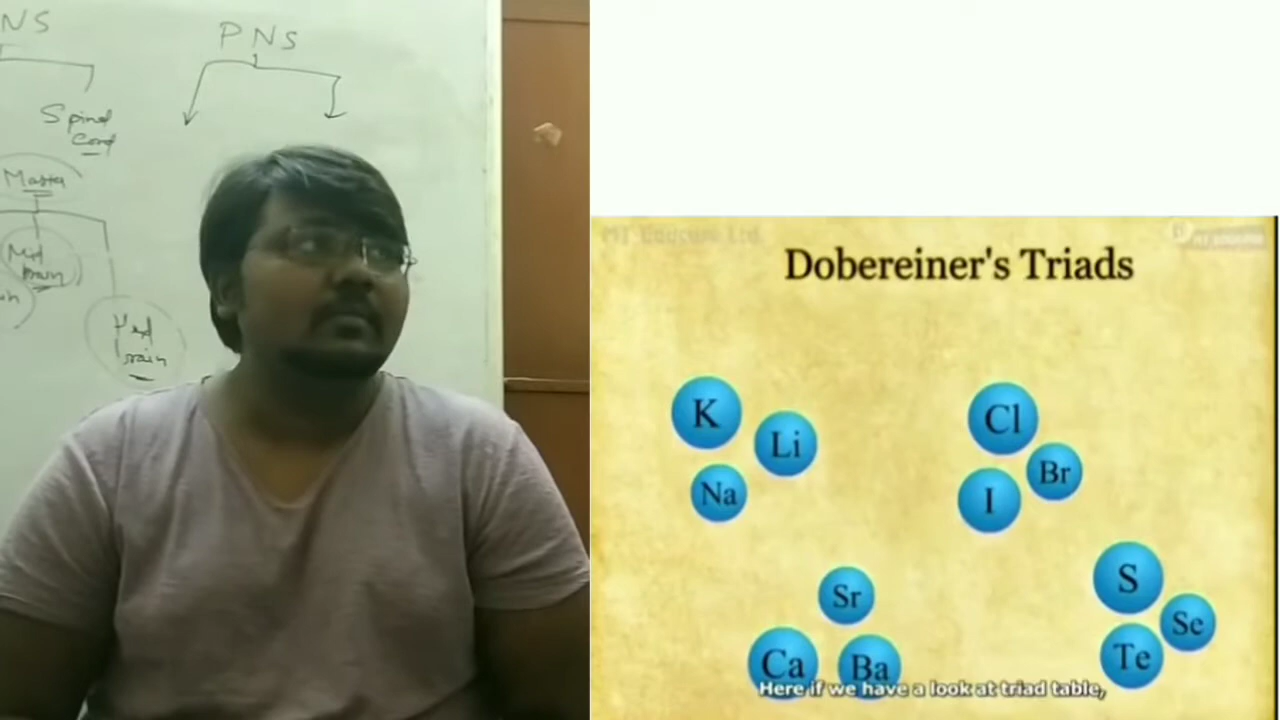 NS
PNS
Spinal
Cord
Mid
brain
brain
Dobereiner's Triads
K
Li
Na
Cl
Br
I
Sr
Ca
Ba
S
Se
Te
Here if we have a look at triad table,